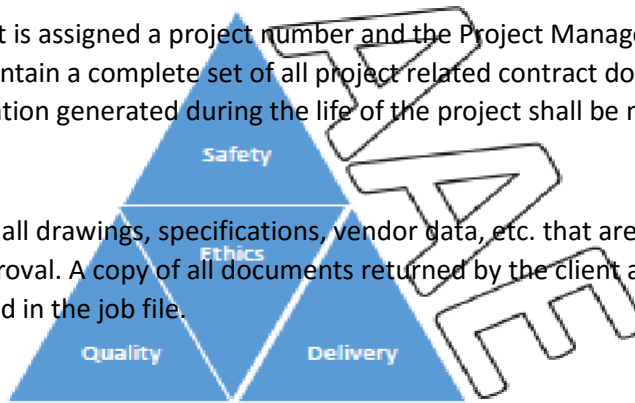 t is assigned a project number and the Project Manag
ntain a complete set of all project related contract do
ation generated during the life of the project shall be
Safety
all drawings, specifications, vendor data, etc. that are
Ethics
roval. A copy of all documents returned by the client a
d in the job file.
Quality
Delivery
AAE